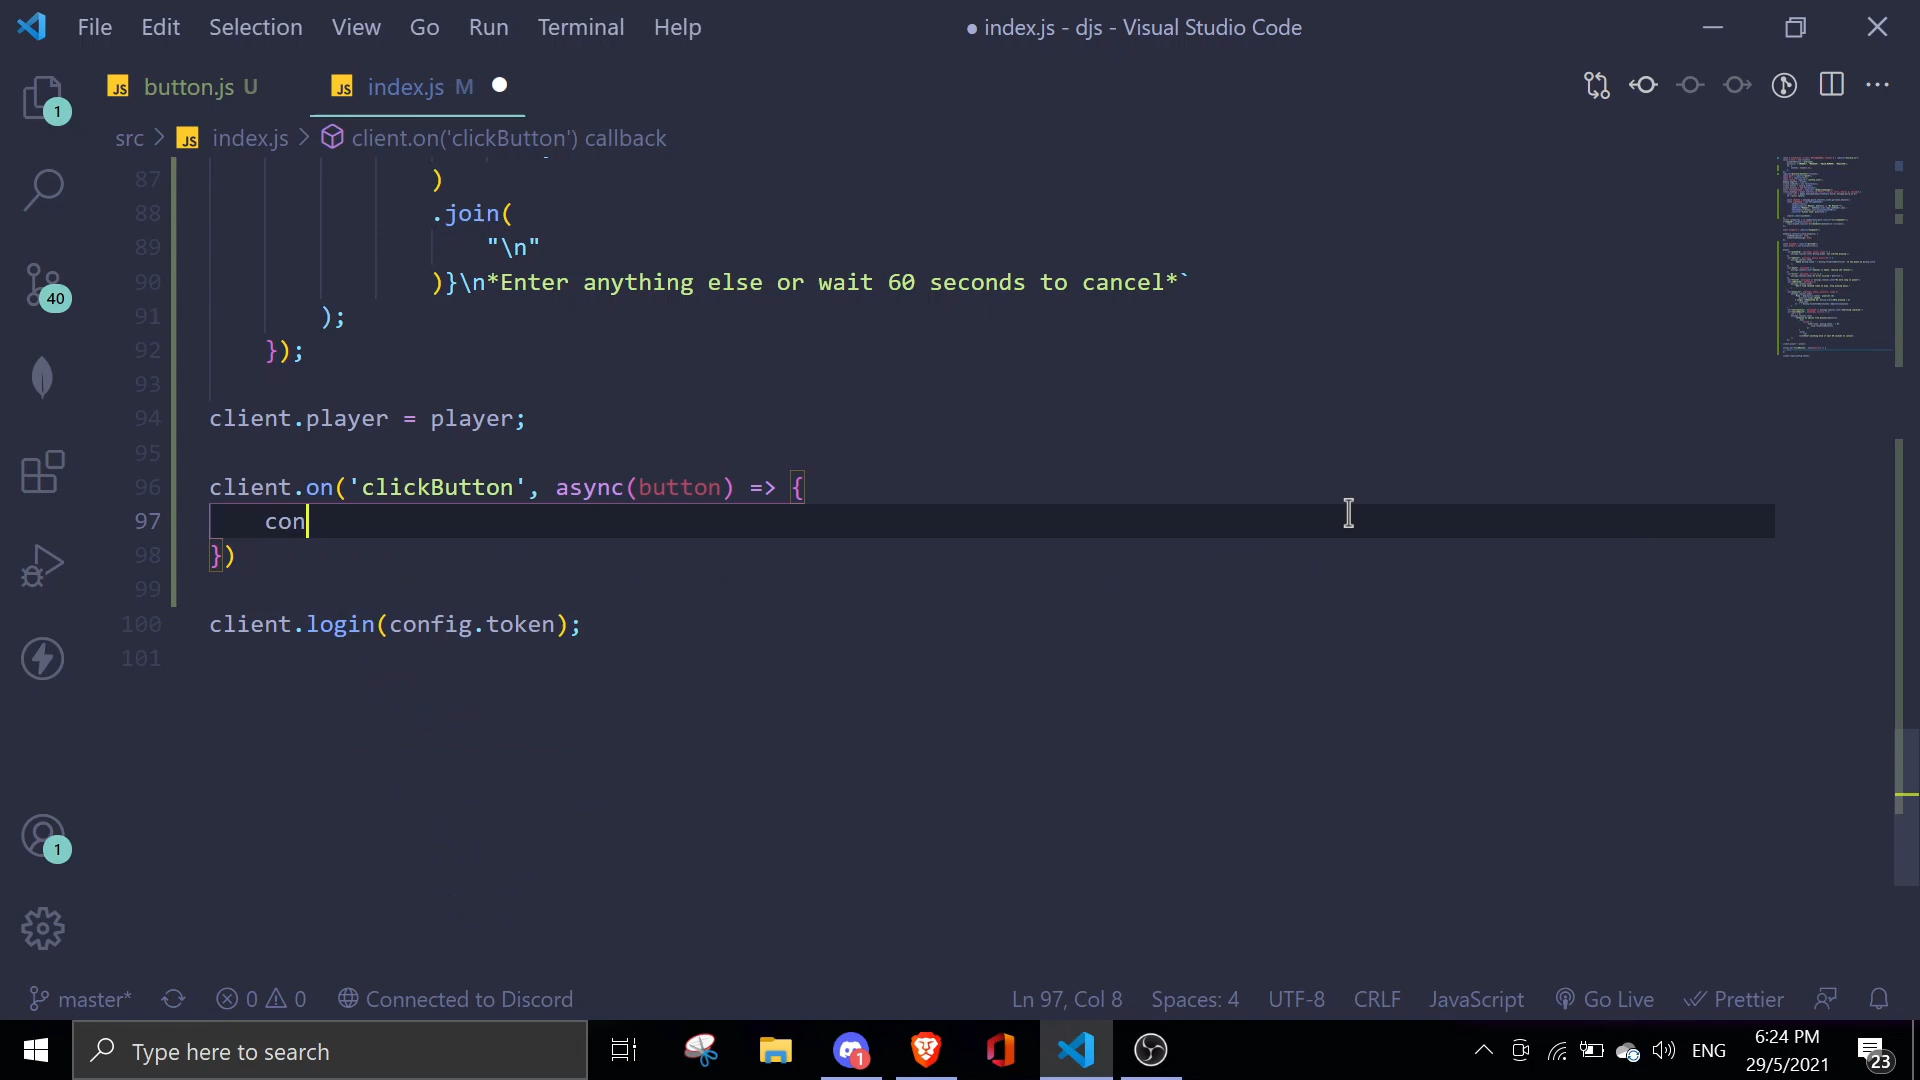 File Edit Selection View Go Run Terminal Help
● index.js - djs - Visual Studio Code
JS button.js U
JS index.js M
src > JS index.js > client.on('clickButton') callback
1
87 )
88 .join(
89 "\n"
90 )}\n*Enter anything else or wait 60 seconds to cancel*`
91 );
92 });
93
94 client.player = player;
95
96 client.on('clickButton', async(button) => {
97 con
98 })
99
100 client.login(config.token);
101
40
1
master* 0 0 Connected to Discord
Ln 97, Col 8 Spaces: 4 UTF-8 CRLF JavaScript Go Live Prettier
Type here to search
1
ENG
6:24 PM
29/5/2021
23